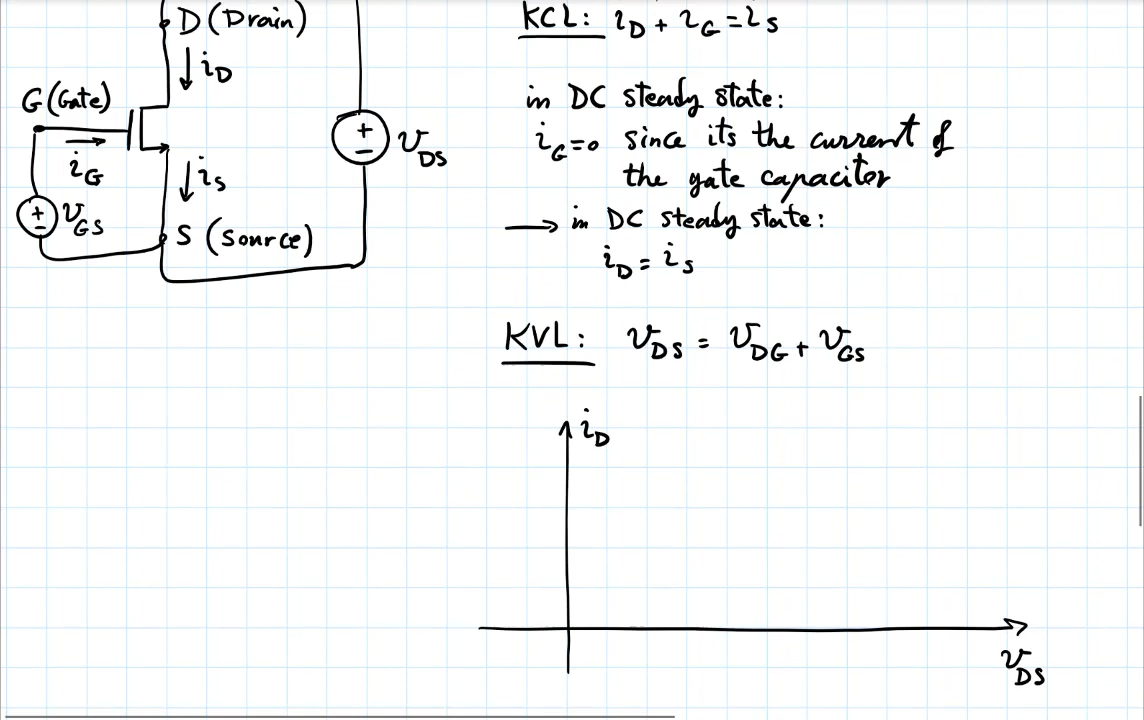 D (Drain)
i_D
G (Gate)
i_G
+
−
v_GS
i_S
S (Source)
+
−
v_DS
KCL: i_D + i_G = i_S
in DC steady state:
i_G=0 since its the current of
the gate capacitor
→ in DC steady state:
i_D = i_S
KVL: v_DS = v_DG + v_GS
i_D
v_DS